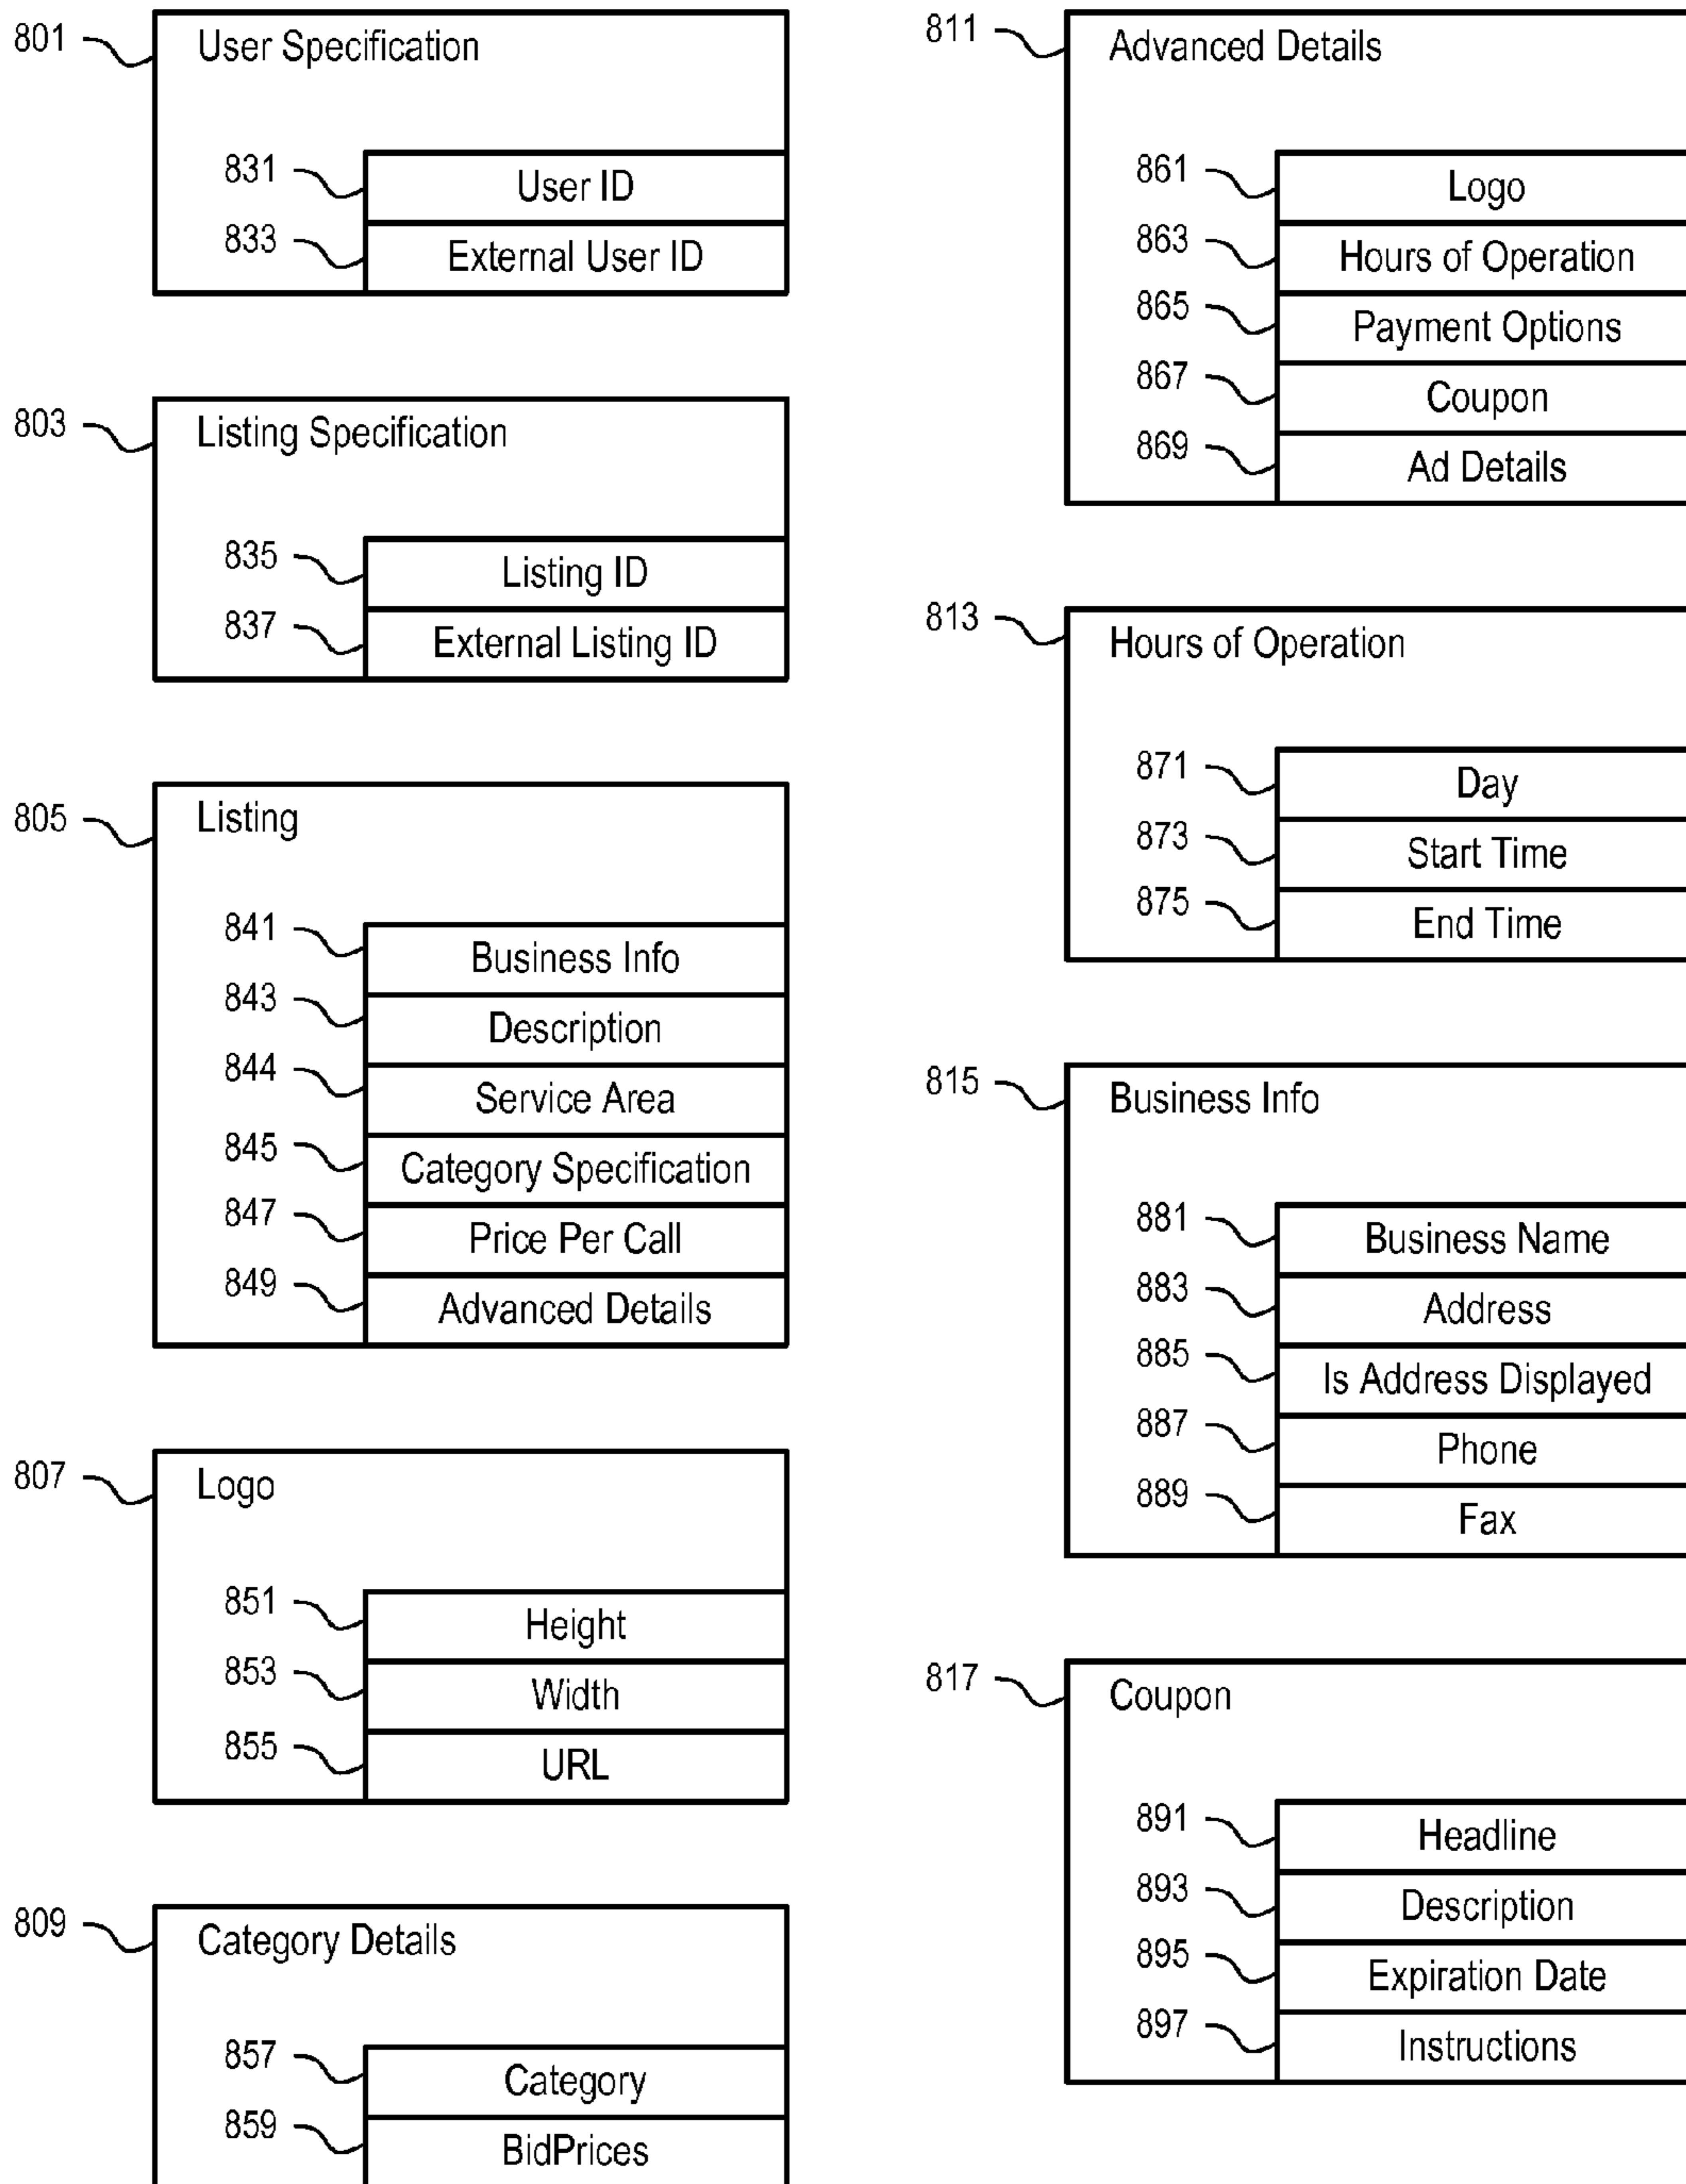 801 User Specification
831 User ID
833 External User ID
803 Listing Specification
835 Listing ID
837 External Listing ID
805 Listing
841 Business Info
843 Description
844 Service Area
845 Category Specification
847 Price Per Call
849 Advanced Details
807 Logo
851 Height
853 Width
855 URL
809 Category Details
857 Category
859 BidPrices
811 Advanced Details
861 Logo
863 Hours of Operation
865 Payment Options
867 Coupon
869 Ad Details
813 Hours of Operation
871 Day
873 Start Time
875 End Time
815 Business Info
881 Business Name
883 Address
885 Is Address Displayed
887 Phone
889 Fax
817 Coupon
891 Headline
893 Description
895 Expiration Date
897 Instructions